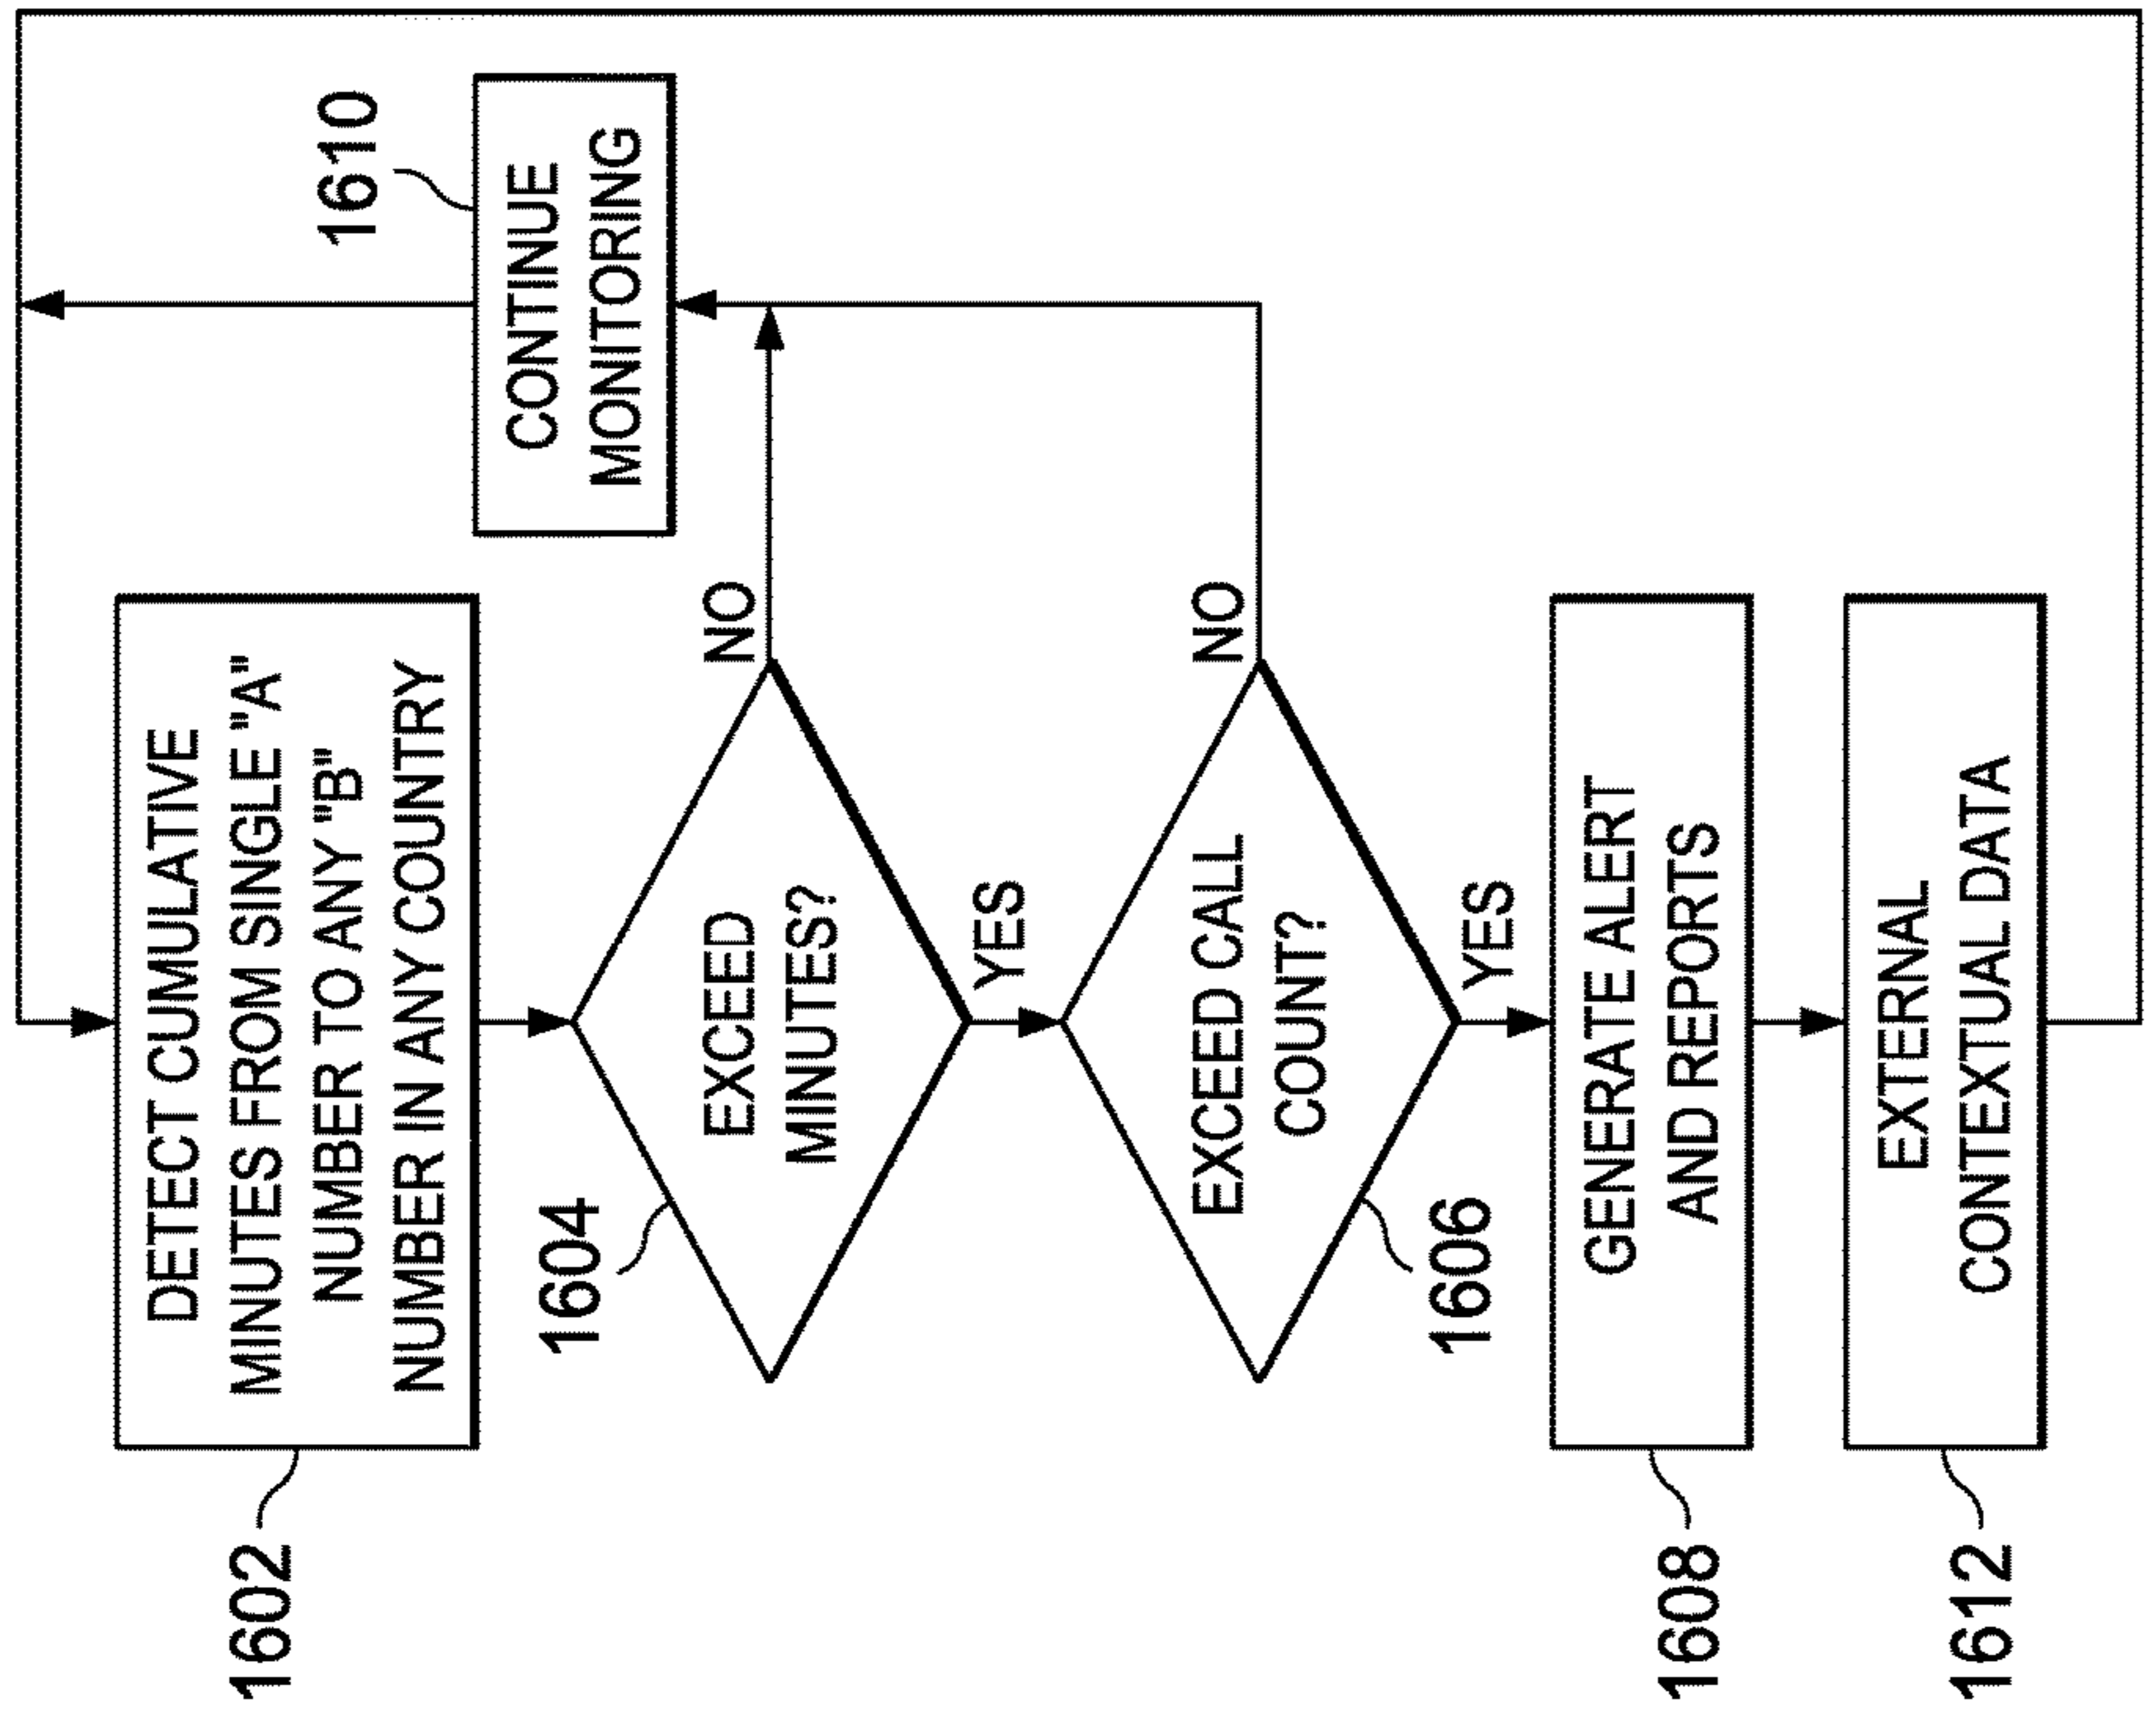 1602
DETECT CUMULATIVE
MINUTES FROM SINGLE "A"
NUMBER TO ANY "B"
NUMBER IN ANY COUNTRY
1604
EXCEED
MINUTES?
NO
YES
1610
CONTINUE
MONITORING
1606
EXCEED CALL
COUNT?
NO
YES
1608
GENERATE ALERT
AND REPORTS
1612
EXTERNAL
CONTEXTUAL DATA